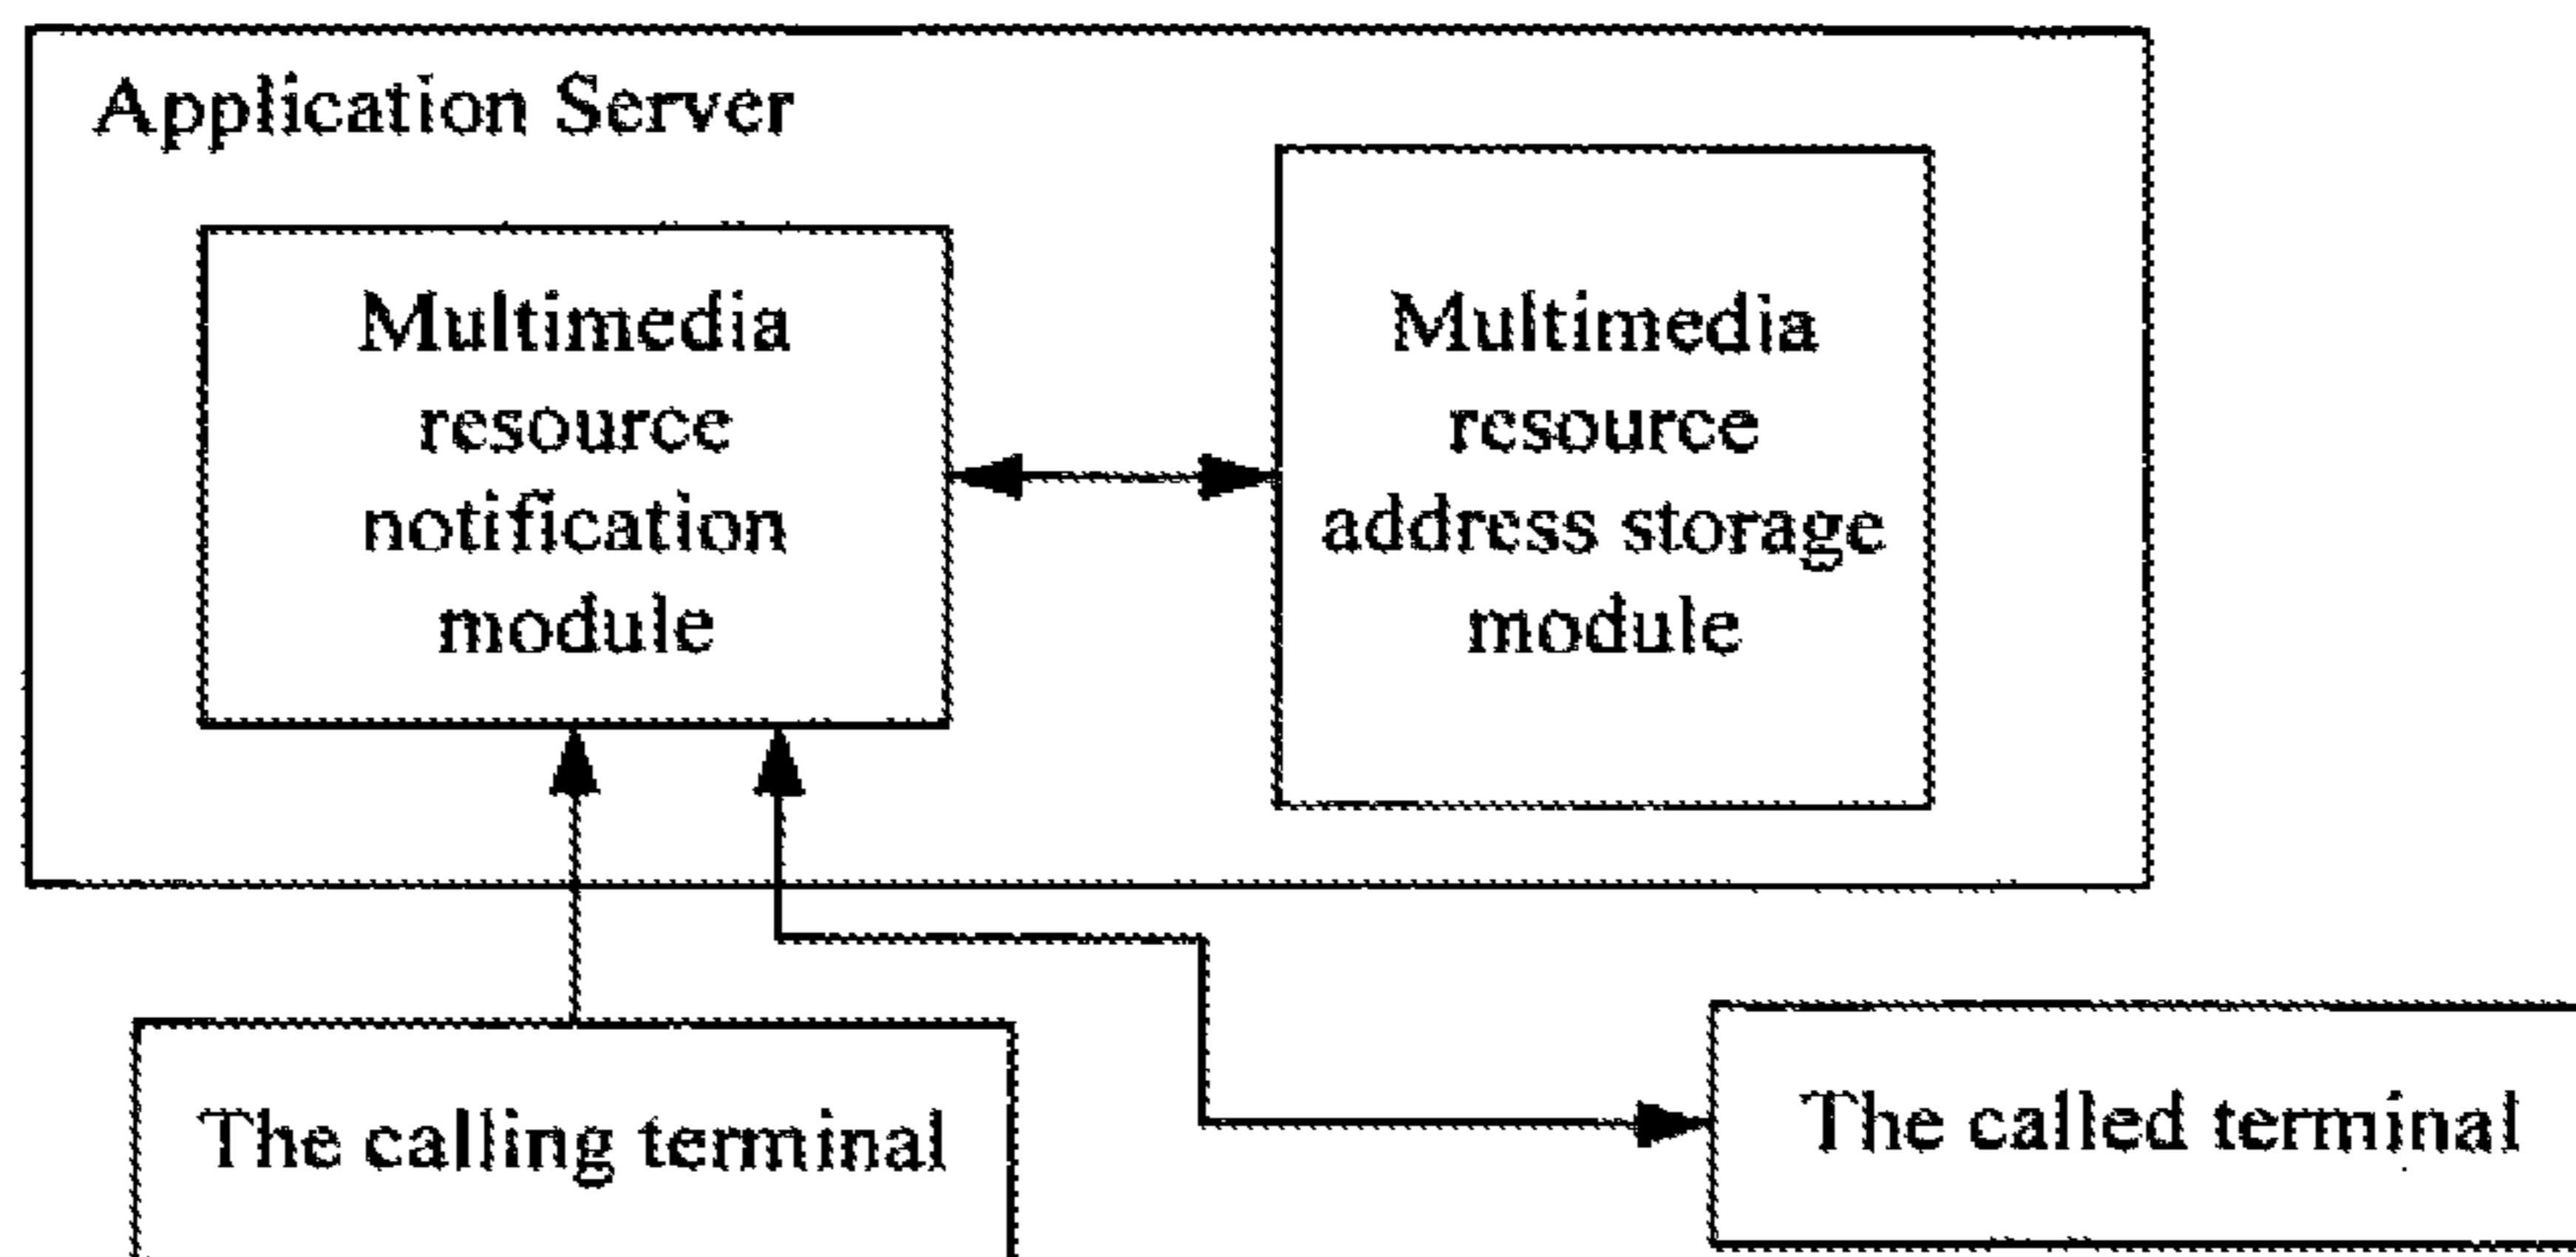 Application Server
Multimedia
resource
notification
module
Multimedia
resource
address storage
module
The calling terminal
The called terminal